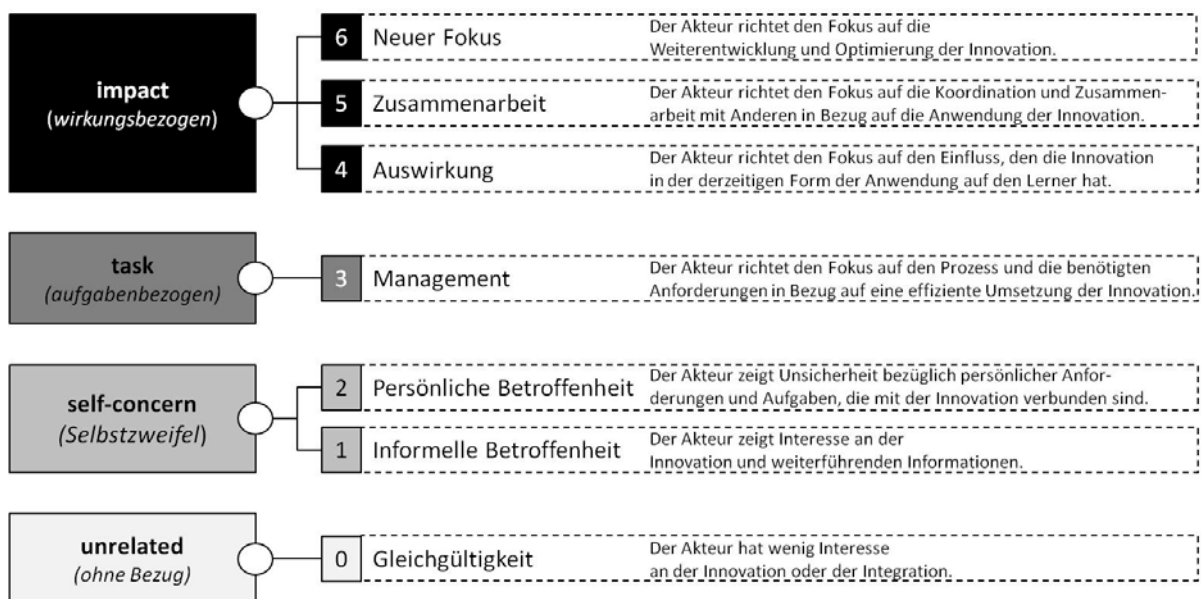 impact
(wirkungsbezogen)
6 Neuer Fokus
Der Akteur richtet den Fokus auf die
Weiterentwicklung und Optimierung der Innovation.
5 Zusammenarbeit
Der Akteur richtet den Fokus auf die Koordination und Zusammen-
arbeit mit Anderen in Bezug auf die Anwendung der Innovation.
4 Auswirkung
Der Akteur richtet den Fokus auf den Einfluss, den die Innovation
in der derzeitigen Form der Anwendung auf den Lerner hat.
task
(aufgabenbezogen)
3 Management
Der Akteur richtet den Fokus auf den Prozess und die benötigten
Anforderungen in Bezug auf eine effiziente Umsetzung der Innovation.
self-concern
(Selbstzweifel)
2 Persönliche Betroffenheit
Der Akteur zeigt Unsicherheit bezüglich persönlicher Anfor-
derungen und Aufgaben, die mit der Innovation verbunden sind.
1 Informelle Betroffenheit
Der Akteur zeigt Interesse an der
Innovation und weiterführenden Informationen.
unrelated
(ohne Bezug)
0 Gleichgültigkeit
Der Akteur hat wenig Interesse
an der Innovation oder der Integration.